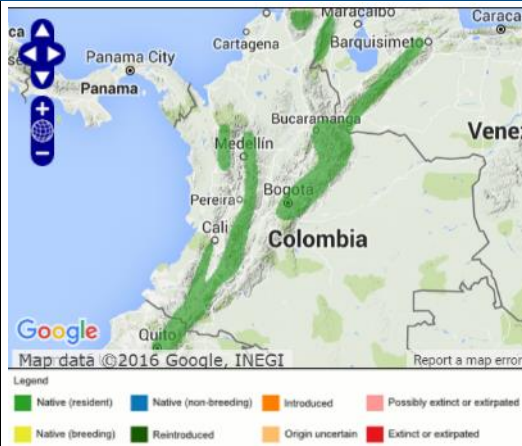 Maracaibo
Caraca
ca
Cartagena
Barquisimeto
Panama City
Panama
Bucaramanga
Venez
Medellín
Bogotá
Pereira
Cali
Colombia
Quito
Google
Map data ©2016 Google, INEGI
Report a map error
Legend
Native (resident) Native (non-breeding) Introduced Possibly extinct or extirpated
Native (breeding) Reintroduced Origin uncertain Extinct or extirpated